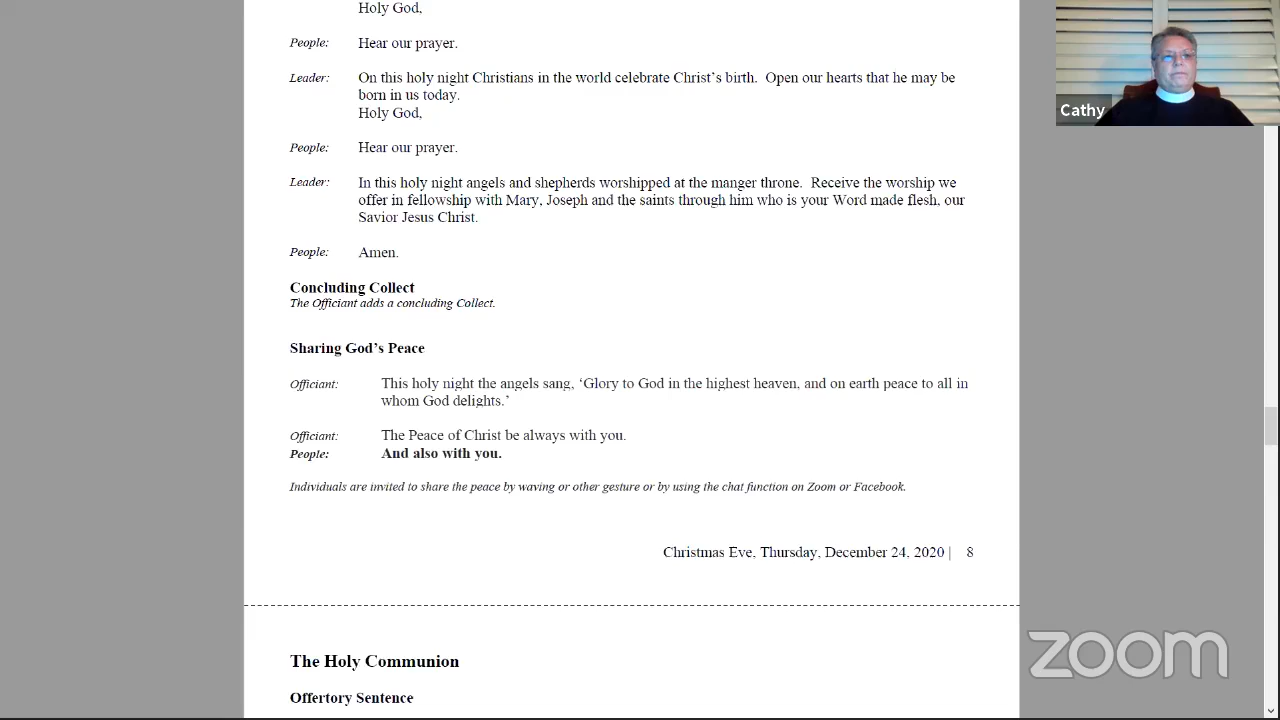 Holy God,
People: Hear our prayer.
Leader: On this holy night Christians in the world celebrate Christ's birth.  Open our hearts that he may be
born in us today.
Holy God,
People: Hear our prayer.
Leader: In this holy night angels and shepherds worshipped at the manger throne.  Receive the worship we
offer in fellowship with Mary, Joseph and the saints through him who is your Word made flesh, our
Savior Jesus Christ.
People: Amen.
Concluding Collect
The Officiant adds a concluding Collect.
Sharing God's Peace
Officiant: This holy night the angels sang, ‘Glory to God in the highest heaven, and on earth peace to all in
whom God delights.’
Officiant: The Peace of Christ be always with you.
People: And also with you.
Individuals are invited to share the peace by waving or other gesture or by using the chat function on Zoom or Facebook.
Christmas Eve, Thursday, December 24, 2020 | 8
The Holy Communion
Offertory Sentence
Cathy
zoom